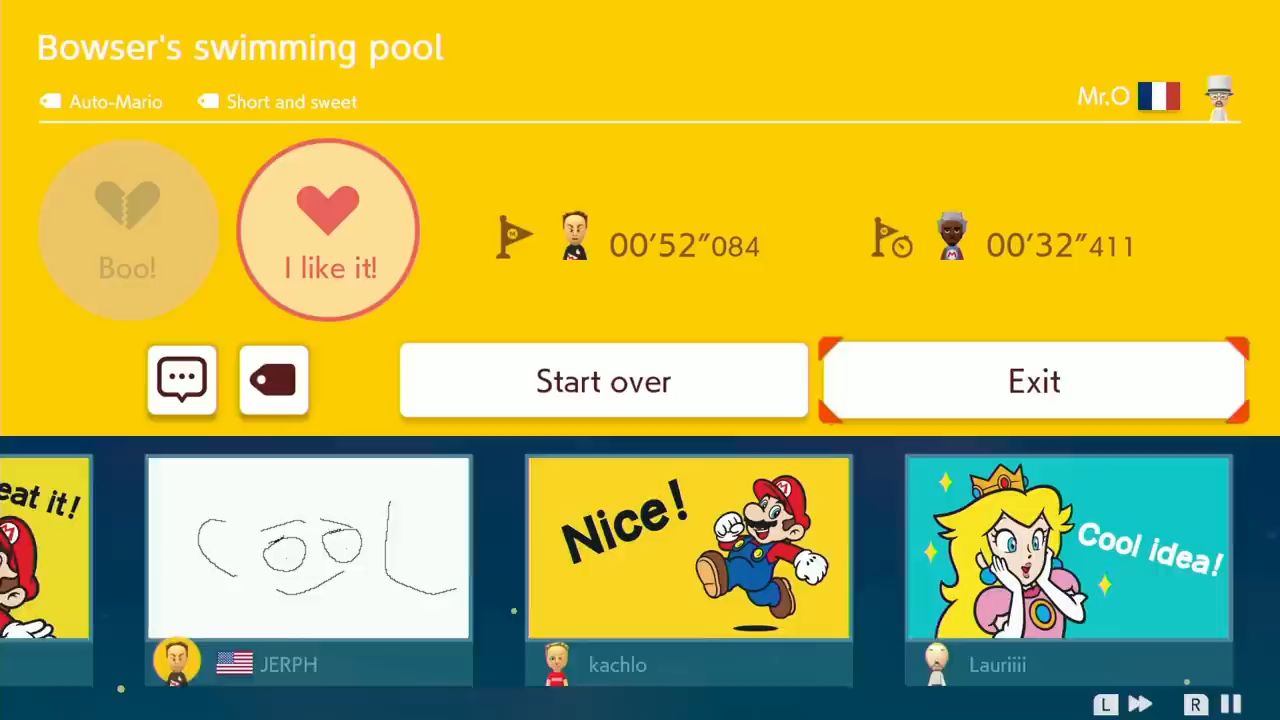 Bowser's swimming pool
Auto-Mario
Short and sweet
Mr.O
Boo!
I like it!
00'52"084
00'32"411
Start over
Exit
eat it!
Nice!
Cool idea!
JERPH
kachlo
Lauriiii
L
R